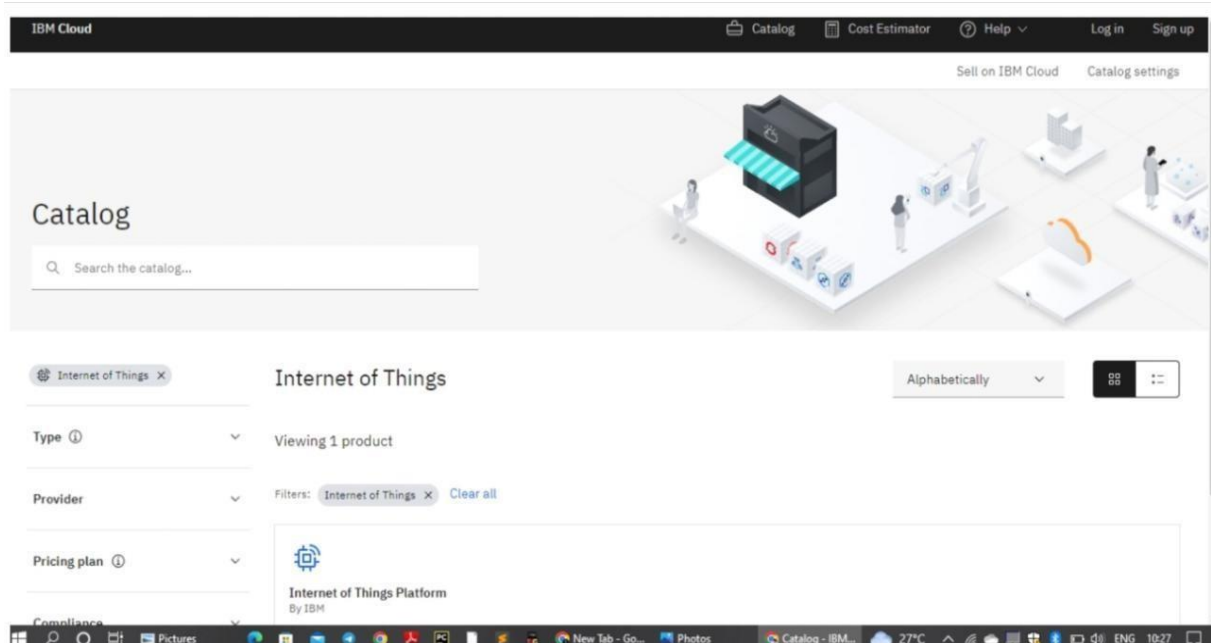 IBM Cloud
Catalog
Cost Estimator
Help
Log in
Sign up
Sell on IBM Cloud
Catalog settings
Catalog
Search the catalog...
Internet of Things
Internet of Things
Alphabetically
Type
Viewing 1 product
Provider
Filters:
Internet of Things
Clear all
Pricing plan
Internet of Things Platform
By IBM
Compliance
Pictures
New Tab - Go...
Photos
Catalog - IBM...
27°C
ENG
10:27